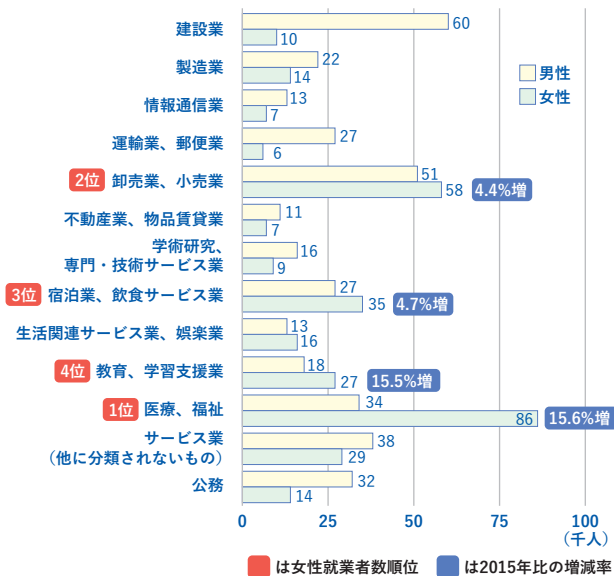 建設業
60
10
製造業
22
14
男性
女性
情報通信業
13
7
運輸業、郵便業
27
6
2位 卸売業、小売業
51
58 4.4%増
不動産業、物品賃貸業
11
7
学術研究、
専門・技術サービス業
16
9
3位 宿泊業、飲食サービス業
27
35 4.7%増
生活関連サービス業、娯楽業
13
16
4位 教育、学習支援業
18
27 15.5%増
1位 医療、福祉
34
86 15.6%増
サービス業
（他に分類されないもの）
38
29
公務
32
14
0 25 50 75 100
（千人）
は女性就業者数順位 は2015年比の増減率